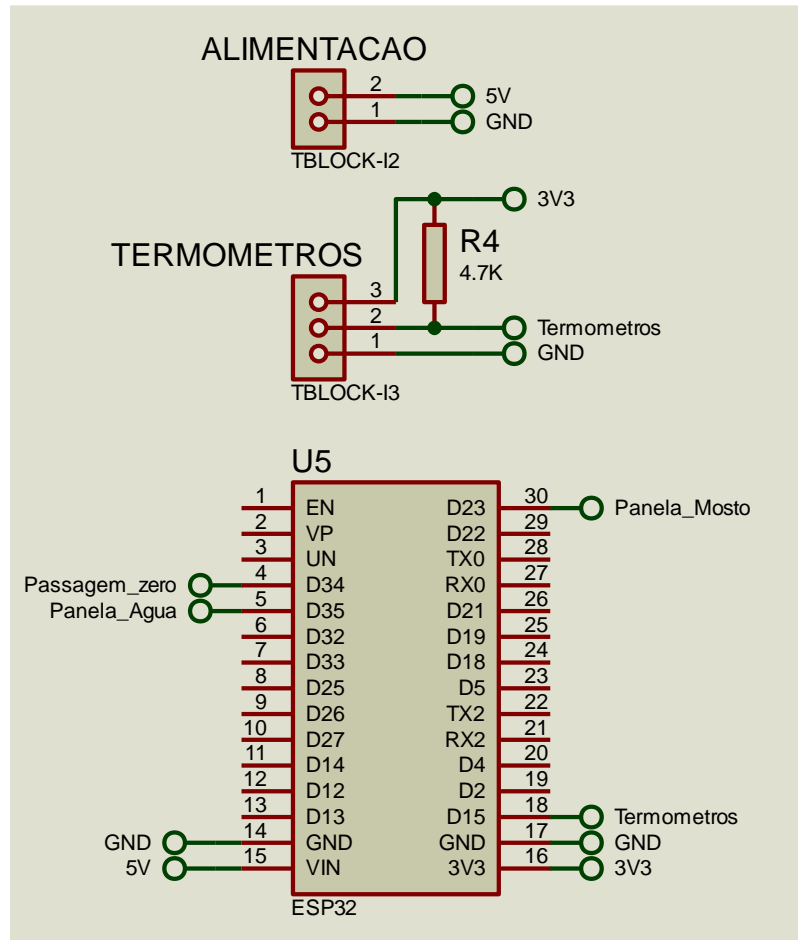 ALIMENTACAO
2 5V
1 GND
TBLOCK-I2
3V3
TERMOMETROS
R4
4.7K
3
2 Termometros
1 GND
TBLOCK-I3
U5
1 EN D23 30 Panela_Mosto
2 VP D22 29
3 UN TX0 28
Passagem_zero 4 D34 RX0 27
Panela_Agua 5 D35 D21 26
6 D32 D19 25
7 D33 D18 24
8 D25 D5 23
9 D26 TX2 22
10 D27 RX2 21
11 D14 D4 20
12 D12 D2 19
13 D13 D15 18 Termometros
GND 14 GND GND 17 GND
5V 15 VIN 3V3 16 3V3
ESP32